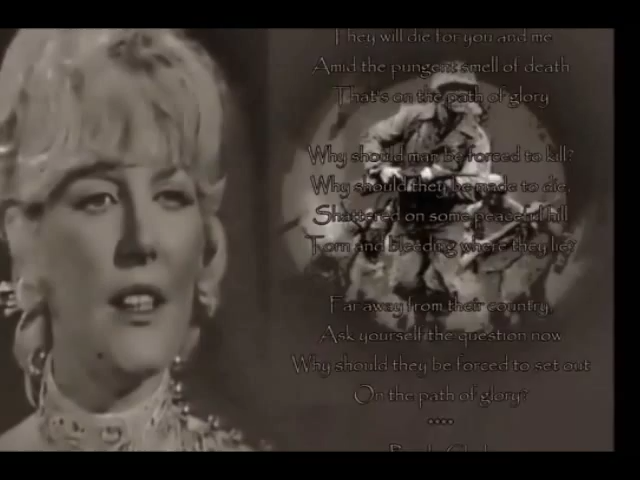 They will die for you and me
Amid the pungent smell of death
That's on the path of glory
Why should man be forced to kill?
Why should they be made to die,
Shattered on some peaceful hill
Torn and bleeding where they lie?
Far away from their country,
Ask yourself the question now
Why should they be forced to set out
On the path of glory?
****